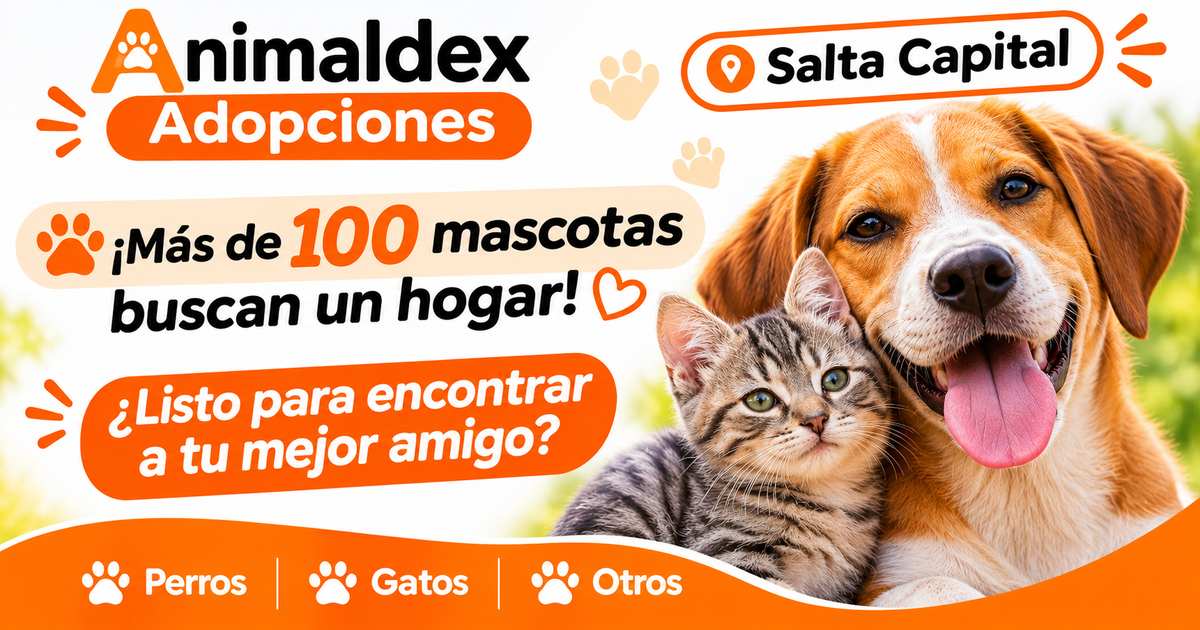 Animaldex
Adopciones
Salta Capital
¡Más de 100 mascotas
buscan un hogar!
¿Listo para encontrar
a tu mejor amigo?
Perros
Gatos
Otros